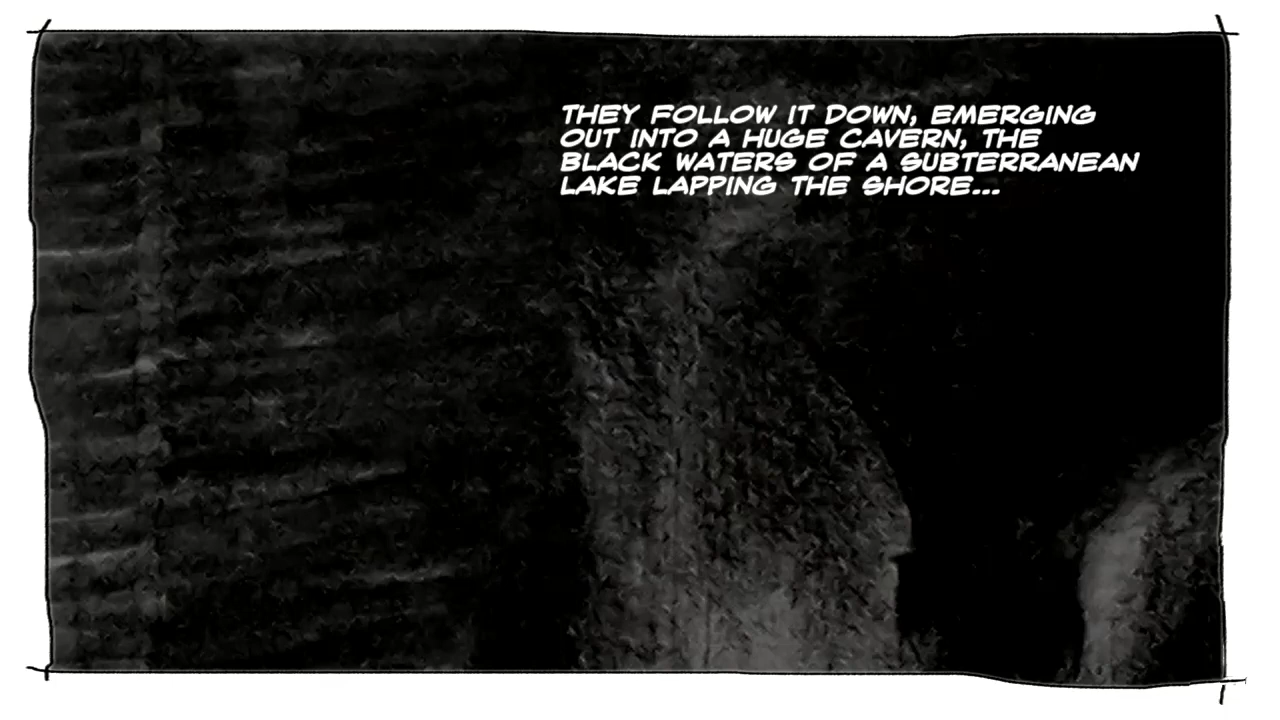 THEY FOLLOW IT DOWN, EMERGING
OUT INTO A HUGE CAVERN, THE
BLACK WATERS OF A SUBTERRANEAN
LAKE LAPPING THE SHORE...